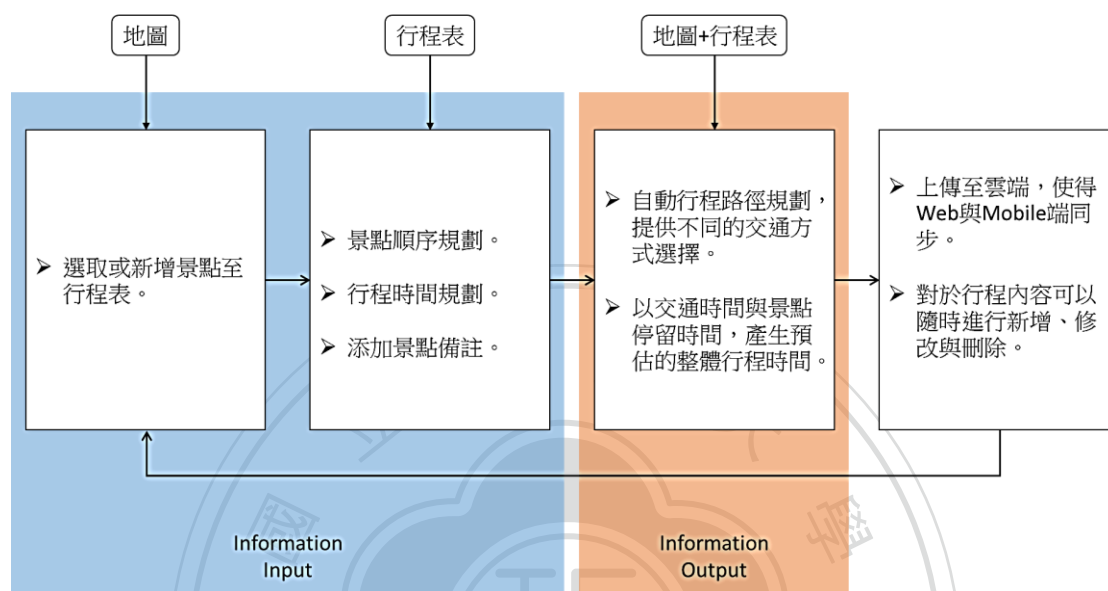 地圖
行程表
地圖+行程表
➢ 選取或新增景點至
行程表。
➢ 景點順序規劃。
➢ 行程時間規劃。
➢ 添加景點備註。
➢ 自動行程路徑規劃，
提供不同的交通方
式選擇。
➢ 以交通時間與景點
停留時間，產生預
估的整體行程時間。
➢ 上傳至雲端，使得
Web與Mobile端同
步。
➢ 對於行程內容可以
隨時進行新增、修
改與刪除。
Information
Input
Information
Output
國
立
大
學